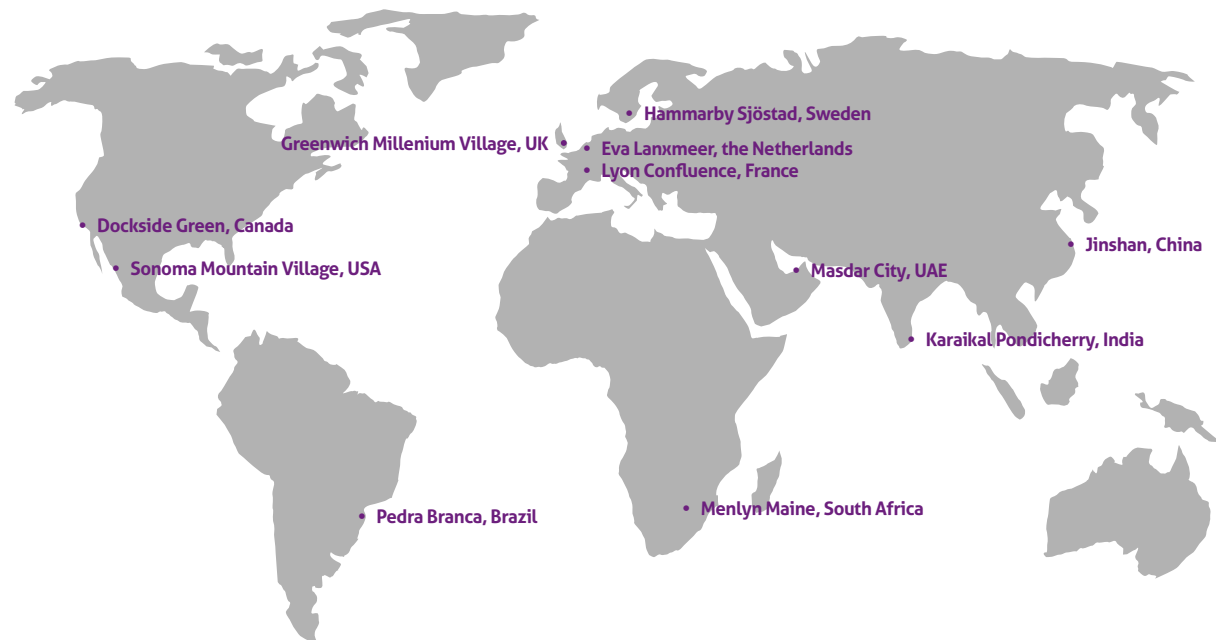 Hammarby Sjöstad, Sweden
Greenwich Millenium Village, UK
Eva Lanxmeer, the Netherlands
Lyon Confluence, France
Dockside Green, Canada
Jinshan, China
Sonoma Mountain Village, USA
Masdar City, UAE
Karaikal Pondicherry, India
Menlyn Maine, South Africa
Pedra Branca, Brazil